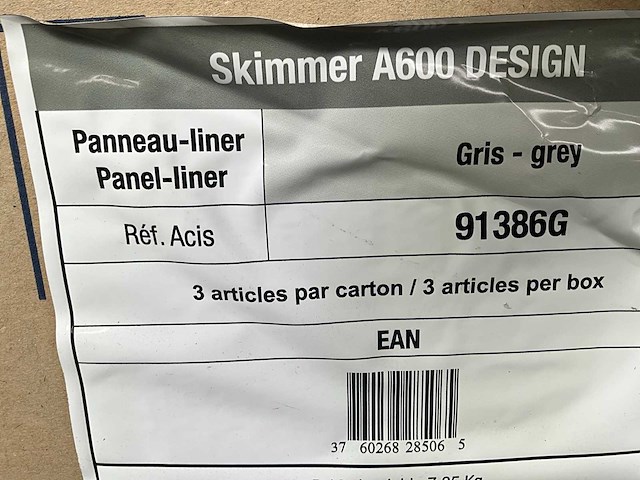 Skimmer A600 DESIGN
Panneau-liner
Panel-liner
Gris - grey
Réf. Acis
91386G
3 articles par carton / 3 articles per box
EAN
37 60268 28506 5